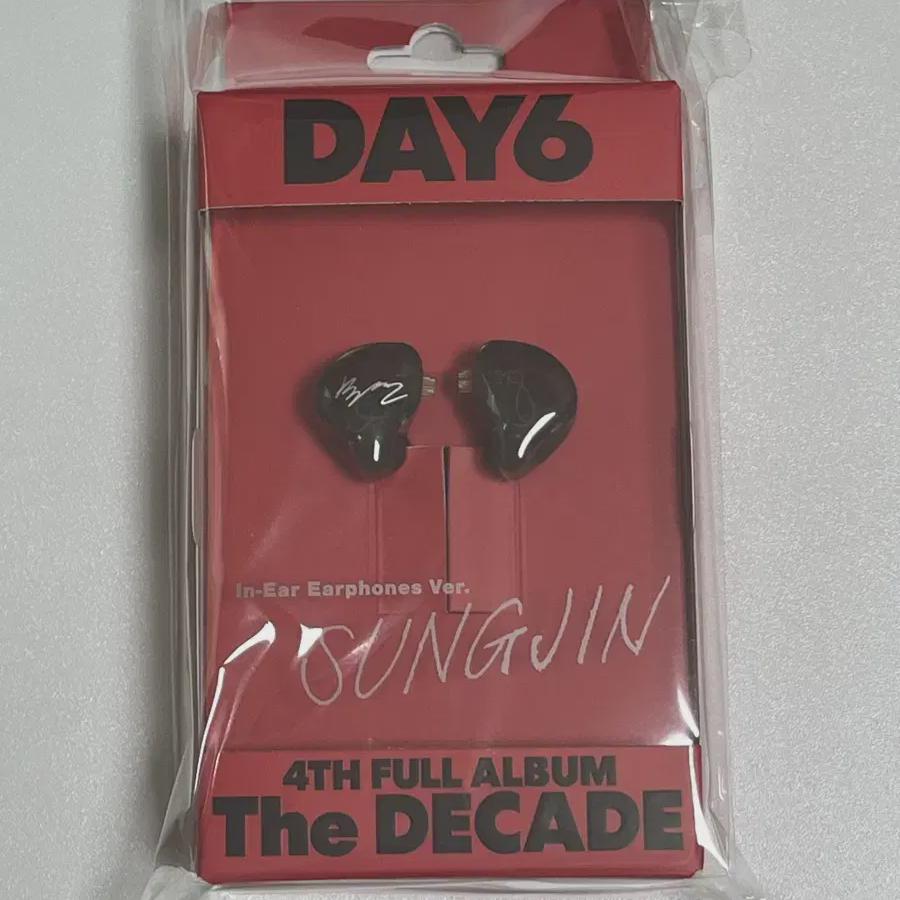 DAY6
In-Ear Earphones Ver.
SUNGJIN
4TH FULL ALBUM
The DECADE